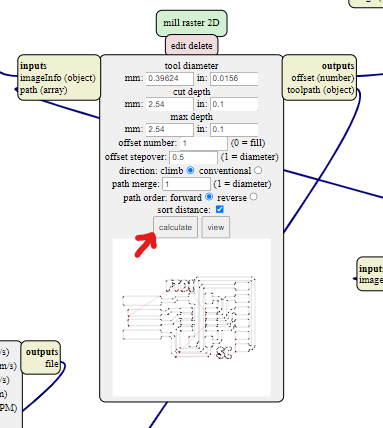 mill raster 2D
edit delete
inputs
imageInfo (object)
path (array)
outputs
offset (number)
toolpath (object)
tool diameter
mm: 0.39624 in: 0.0156
cut depth
mm: 2.54 in: 0.1
max depth
mm: 2.54 in: 0.1
offset number: 1 (0 = fill)
offset stepover: 0.5 (1 = diameter)
direction: climb conventional
path merge: 1 (1 = diameter)
path order: forward reverse
sort distance:
calculate view
input
image
outputs
file
/s)
m/s)
/s)
n)
PM)